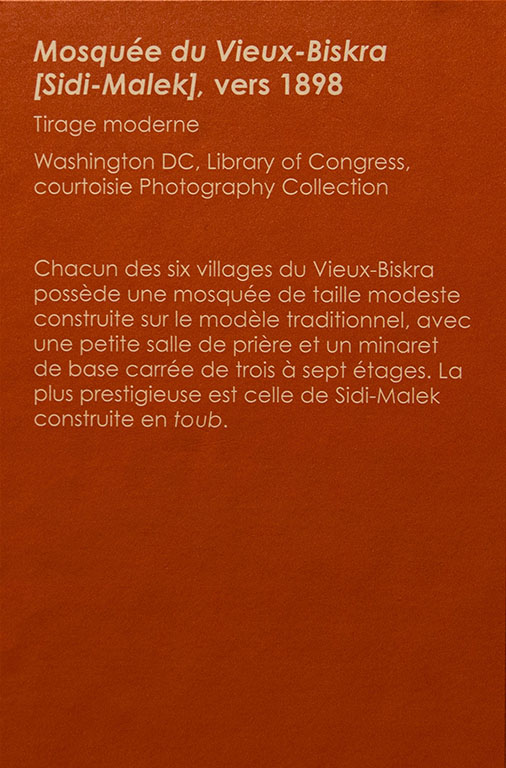 Mosquée du Vieux-Biskra
[Sidi-Malek], vers 1898
Tirage moderne
Washington DC, Library of Congress,
courtoisie Photography Collection
Chacun des six villages du Vieux-Biskra
possède une mosquée de taille modeste
construite sur le modèle traditionnel, avec
une petite salle de prière et un minaret
de base carrée de trois à sept étages. La
plus prestigieuse est celle de Sidi-Malek
construite en toub.